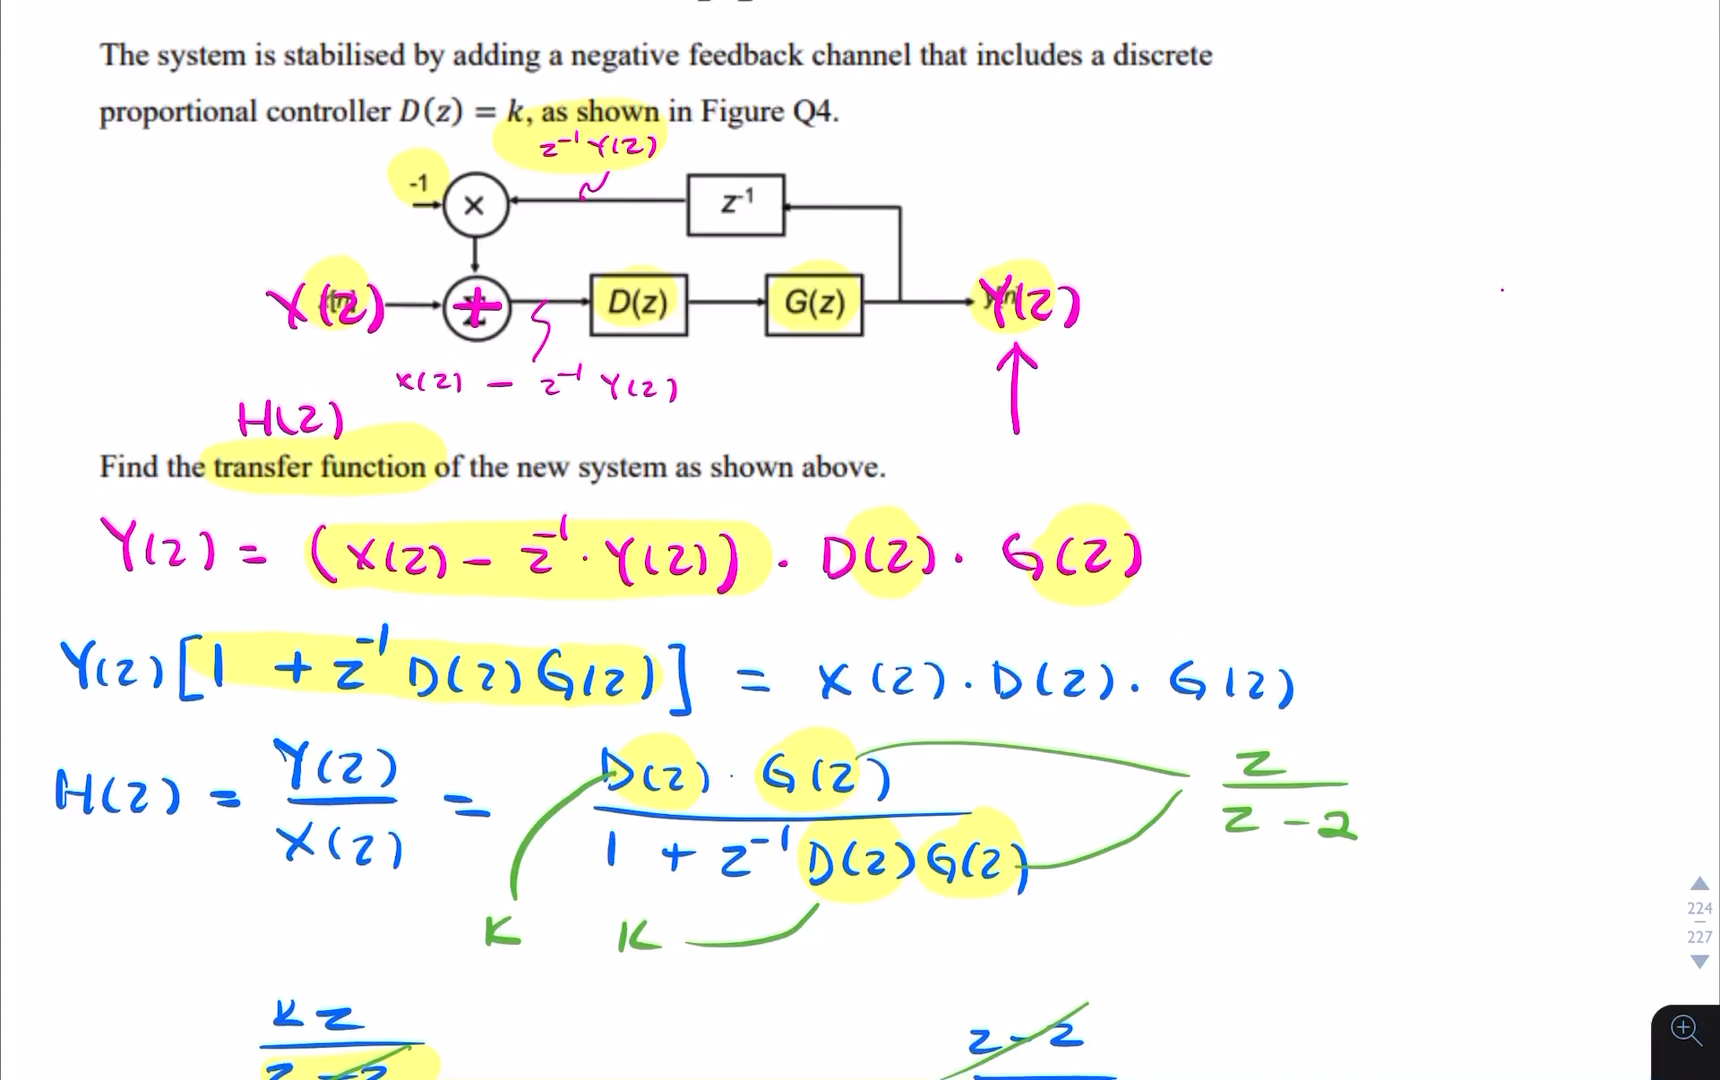 The system is stabilised by adding a negative feedback channel that includes a discrete
proportional controller D(z) = k, as shown in Figure Q4.
z⁻¹ Y(z)
-1
×
z⁻¹
X(z)
+
D(z)
G(z)
Y(z)
X(z) − z⁻¹ Y(z)
H(z)
Find the transfer function of the new system as shown above.
Y(z) = (X(z) − z⁻¹ · Y(z)) · D(z) · G(z)
Y(z) [1 + z⁻¹ D(z) G(z)] = X(z) · D(z) · G(z)
H(z) = Y(z) / X(z) = D(z) · G(z) / 1 + z⁻¹ D(z) G(z)
z / z − 2
K
K
224
227
Kz / z − 2
z − 2